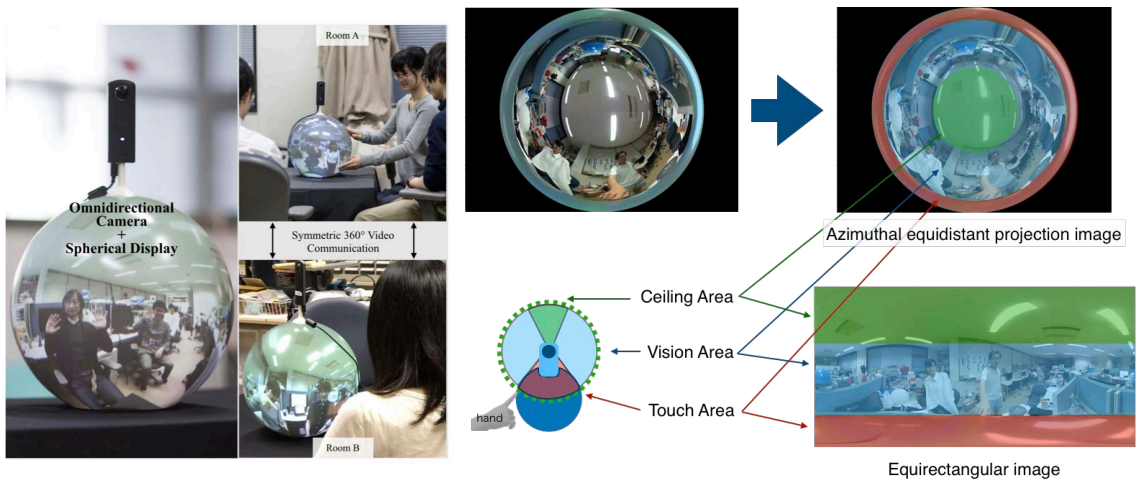 Omnidirectional
Camera
+
Spherical Display
Room A
Symmetric 360° Video
Communication
Room B
Azimuthal equidistant projection image
Ceiling Area
Vision Area
Touch Area
hand
Equirectangular image